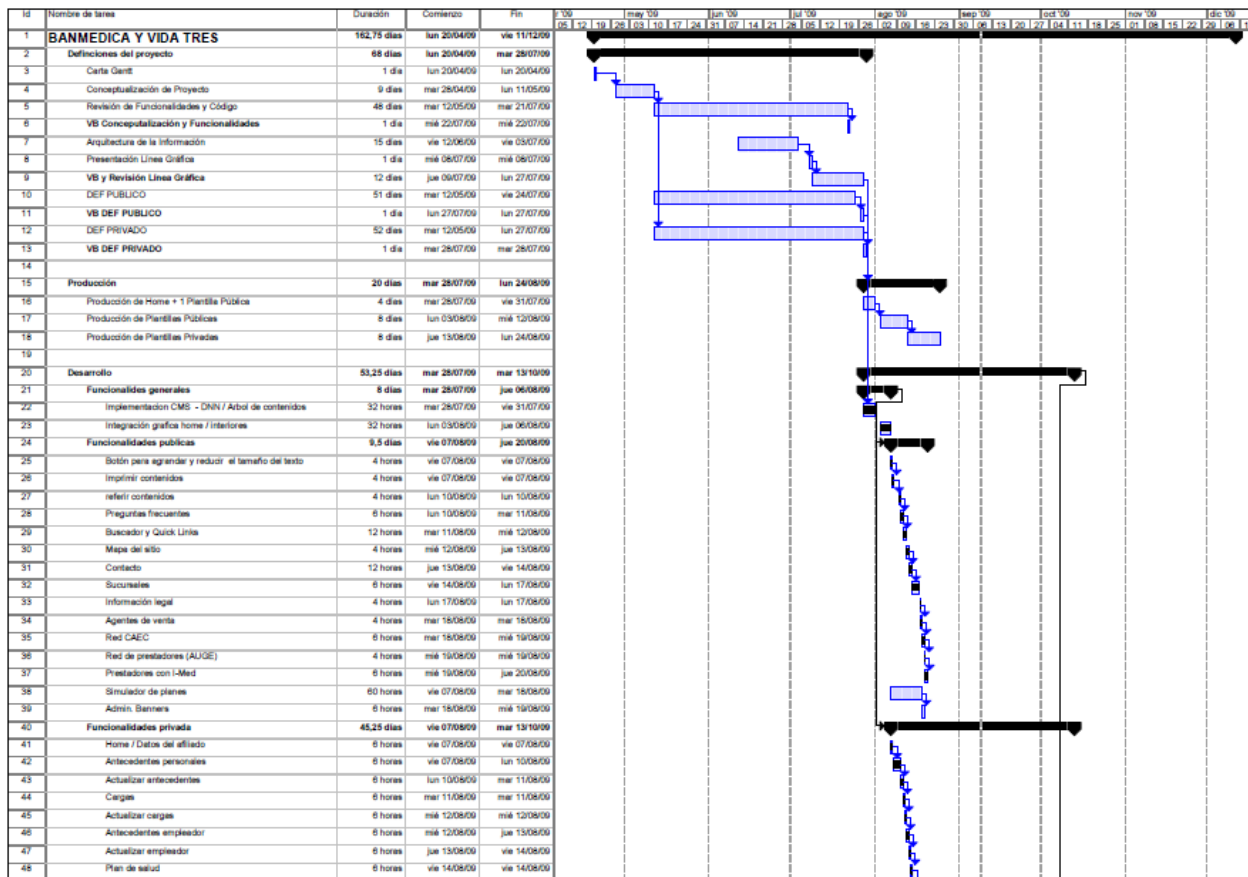 Id Nombre de tarea Duración Comienzo Fin r '09 may '09 jun '09 jul '09 ago '09 sep '09 oct '09 nov '09 dic '09
05 12 19 26 03 10 17 24 31 07 14 21 28 05 12 19 26 02 09 16 23 30 06 13 20 27 04 11 18 25 01 08 15 22 29 06 1
1 BANMEDICA Y VIDA TRES 162,75 días lun 20/04/09 vie 11/12/09
2 Definciones del proyecto 68 días lun 20/04/09 mar 28/07/09
3 Carta Gantt 1 día lun 20/04/09 lun 20/04/09
4 Conceptualización de Proyecto 9 días mar 28/04/09 lun 11/05/09
5 Revisión de Funcionalidades y Código 48 días mar 12/05/09 mar 21/07/09
6 VB Conceputalización y Funcionalidades 1 día mié 22/07/09 mié 22/07/09
7 Arquitectura de la Información 15 días vie 12/06/09 vie 03/07/09
8 Presentación Línea Gráfica 1 día mié 08/07/09 mié 08/07/09
9 VB y Revisión Línea Gráfica 12 días jue 09/07/09 lun 27/07/09
10 DEF PUBLICO 51 días mar 12/05/09 vie 24/07/09
11 VB DEF PUBLICO 1 día lun 27/07/09 lun 27/07/09
12 DEF PRIVADO 52 días mar 12/05/09 lun 27/07/09
13 VB DEF PRIVADO 1 día mar 28/07/09 mar 28/07/09
14
15 Producción 20 días mar 28/07/09 lun 24/08/09
16 Producción de Home + 1 Plantilla Pública 4 días mar 28/07/09 vie 31/07/09
17 Producción de Plantillas Públicas 8 días lun 03/08/09 mié 12/08/09
18 Producción de Plantillas Privadas 8 días jue 13/08/09 lun 24/08/09
19
20 Desarrollo 53,25 días mar 28/07/09 mar 13/10/09
21 Funcionalides generales 8 días mar 28/07/09 jue 06/08/09
22 Implementacion CMS - DNN / Arbol de contenidos 32 horas mar 28/07/09 vie 31/07/09
23 Integración grafica home / interiores 32 horas lun 03/08/09 jue 06/08/09
24 Funcionalidades publicas 9,5 días vie 07/08/09 jue 20/08/09
25 Botón para agrandar y reducir el tamaño del texto 4 horas vie 07/08/09 vie 07/08/09
26 Imprimir contenidos 4 horas vie 07/08/09 vie 07/08/09
27 referir contenidos 4 horas lun 10/08/09 lun 10/08/09
28 Preguntas frecuentes 6 horas lun 10/08/09 mar 11/08/09
29 Buscador y Quick Links 12 horas mar 11/08/09 mié 12/08/09
30 Mapa del sitio 4 horas mié 12/08/09 jue 13/08/09
31 Contacto 12 horas jue 13/08/09 vie 14/08/09
32 Sucursales 6 horas vie 14/08/09 lun 17/08/09
33 Información legal 4 horas lun 17/08/09 lun 17/08/09
34 Agentes de venta 4 horas mar 18/08/09 mar 18/08/09
35 Red CAEC 6 horas mar 18/08/09 mié 19/08/09
36 Red de prestadores (AUGE) 4 horas mié 19/08/09 mié 19/08/09
37 Prestadores con I-Med 6 horas mié 19/08/09 jue 20/08/09
38 Simulador de planes 60 horas vie 07/08/09 mar 18/08/09
39 Admin. Banners 6 horas mar 18/08/09 mié 19/08/09
40 Funcionalidades privada 45,25 días vie 07/08/09 mar 13/10/09
41 Home / Datos del afiliado 6 horas vie 07/08/09 vie 07/08/09
42 Antecedentes personales 6 horas vie 07/08/09 lun 10/08/09
43 Actualizar antecedentes 6 horas lun 10/08/09 mar 11/08/09
44 Cargas 6 horas mar 11/08/09 mar 11/08/09
45 Actualizar cargas 6 horas mié 12/08/09 mié 12/08/09
46 Antecedentes empleador 6 horas mié 12/08/09 jue 13/08/09
47 Actualizar empleador 6 horas jue 13/08/09 vie 14/08/09
48 Plan de salud 6 horas vie 14/08/09 vie 14/08/09